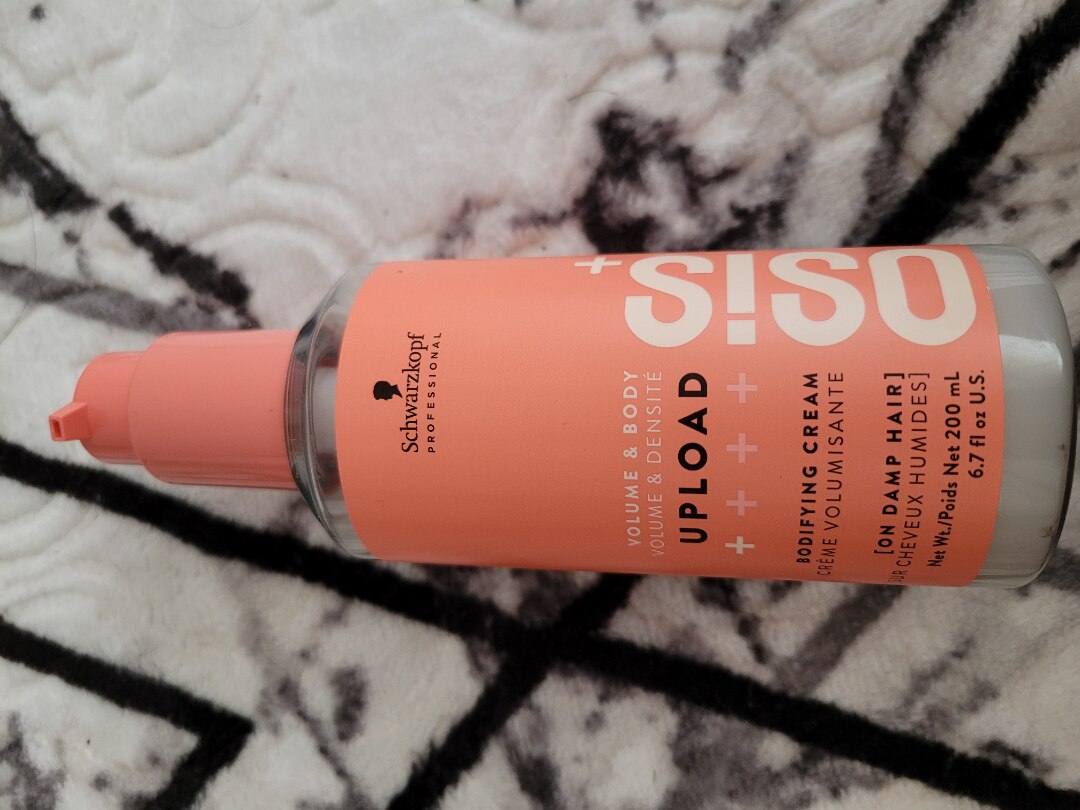 Schwarzkopf
PROFESSIONAL
VOLUME & BODY
VOLUME & DENSITÉ
UPLOAD
+ + + +
BODIFYING CREAM
CRÈME VOLUMISANTE
[ON DAMP HAIR]
SUR CHEVEUX HUMIDES]
Net Wt./Poids Net 200 mL
6.7 fl oz U.S.
OSiS+